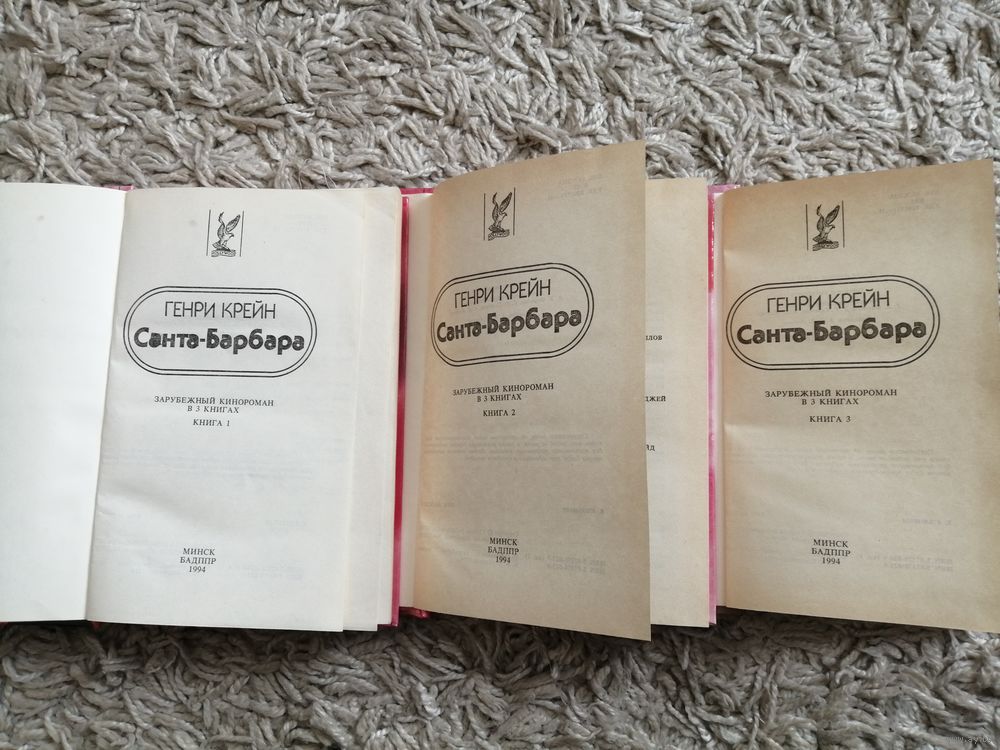 ГЕНРИ КРЕЙН
Санта-Барбара
ЗАРУБЕЖНЫЙ КИНОРОМАН
В 3 КНИГАХ
КНИГА 1
МИНСК
БАДППР
1994
ГЕНРИ КРЕЙН
Санта-Барбара
ЗАРУБЕЖНЫЙ КИНОРОМАН
В 3 КНИГАХ
КНИГА 2
МИНСК
БАДППР
1994
ГЕНРИ КРЕЙН
Санта-Барбара
ЗАРУБЕЖНЫЙ КИНОРОМАН
В 3 КНИГАХ
КНИГА 3
МИНСК
БАДППР
1994